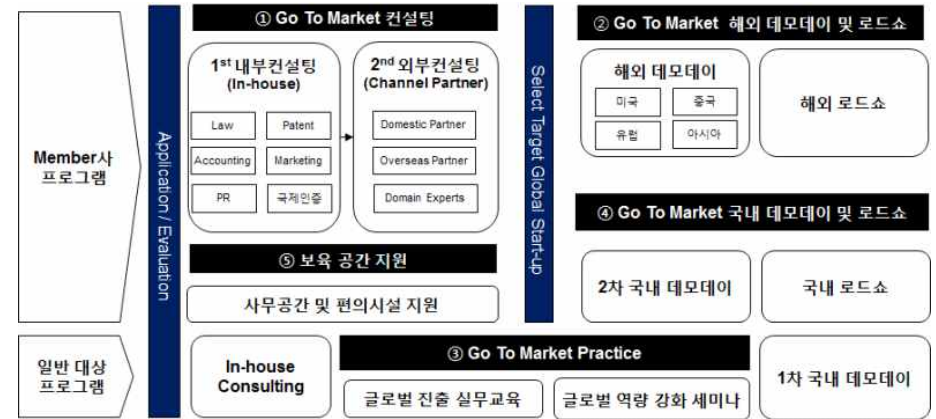 ① Go To Market 컨설팅
② Go To Market 해외 데모데이 및 로드쇼
Member사
프로그램
Application / Evaluation
1st 내부컨설팅
(In-house)
Law
Patent
Accounting
Marketing
PR
국제인증
2nd 외부컨설팅
(Channel Partner)
Domestic Partner
Overseas Partner
Domain Experts
Select Target Global Start-up
해외 데모데이
미국
중국
유럽
아시아
해외 로드쇼
④ Go To Market 국내 데모데이 및 로드쇼
⑤ 보육 공간 지원
사무공간 및 편의시설 지원
2차 국내 데모데이
국내 로드쇼
일반 대상
프로그램
In-house
Consulting
③ Go To Market Practice
글로벌 진출 실무교육
글로벌 역량 강화 세미나
1차 국내 데모데이